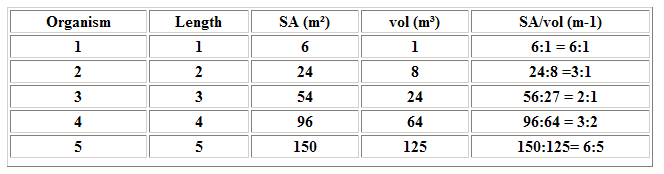 Organism Length SA (m²) vol (m³) SA/vol (m-1)
1 1 6 1 6:1 = 6:1
2 2 24 8 24:8 =3:1
3 3 54 24 56:27 = 2:1
4 4 96 64 96:64 = 3:2
5 5 150 125 150:125= 6:5